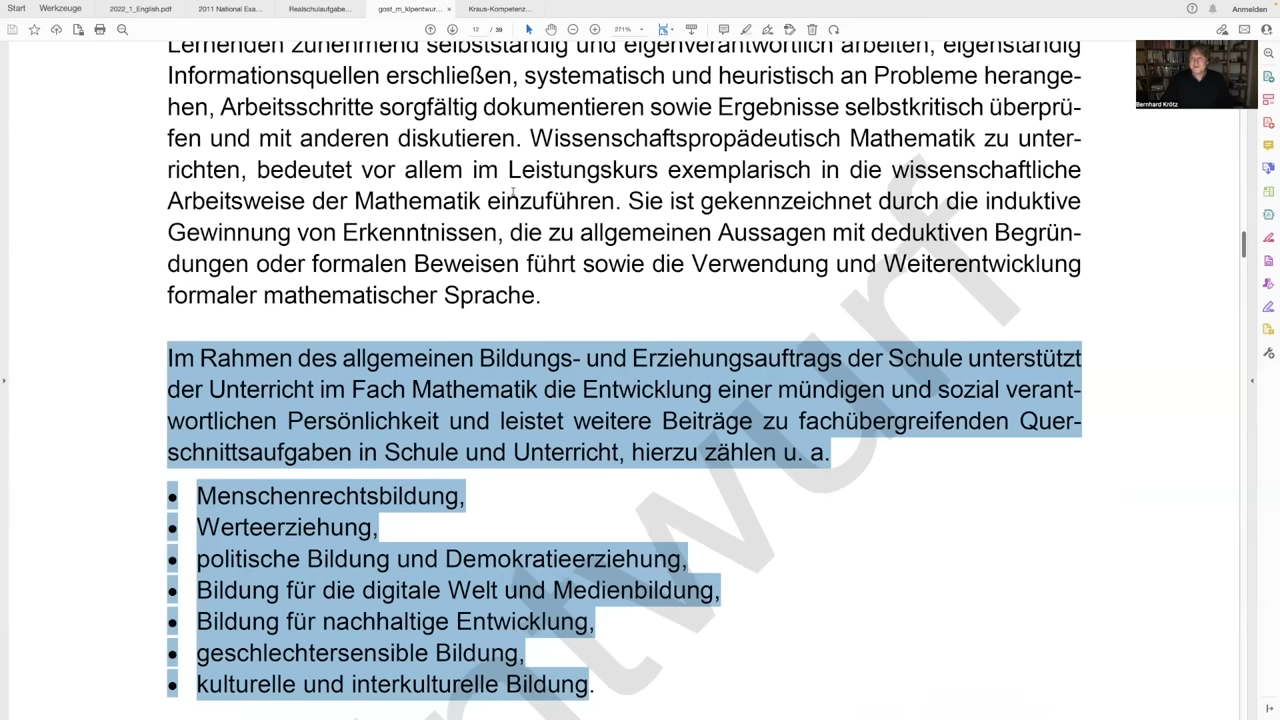 Start Werkzeuge 2022_1_English.pdf 2011 National Exa... Realschulaufgabe... gost_m_klpentwur... × Kraus-Kompetenz... Anmelden
12 / 39 271%
Lernenden zunehmend selbstständig und eigenverantwortlich arbeiten, eigenständig
Informationsquellen erschließen, systematisch und heuristisch an Probleme herange-
hen, Arbeitsschritte sorgfältig dokumentieren sowie Ergebnisse selbstkritisch überprü-
fen und mit anderen diskutieren. Wissenschaftspropädeutisch Mathematik zu unter-
richten, bedeutet vor allem im Leistungskurs exemplarisch in die wissenschaftliche
Arbeitsweise der Mathematik einzuführen. Sie ist gekennzeichnet durch die induktive
Gewinnung von Erkenntnissen, die zu allgemeinen Aussagen mit deduktiven Begrün-
dungen oder formalen Beweisen führt sowie die Verwendung und Weiterentwicklung
formaler mathematischer Sprache.
Im Rahmen des allgemeinen Bildungs- und Erziehungsauftrags der Schule unterstützt
der Unterricht im Fach Mathematik die Entwicklung einer mündigen und sozial verant-
wortlichen Persönlichkeit und leistet weitere Beiträge zu fachübergreifenden Quer-
schnittsaufgaben in Schule und Unterricht, hierzu zählen u. a.
• Menschenrechtsbildung,
• Werteerziehung,
• politische Bildung und Demokratieerziehung,
• Bildung für die digitale Welt und Medienbildung,
• Bildung für nachhaltige Entwicklung,
• geschlechtersensible Bildung,
• kulturelle und interkulturelle Bildung.
ntwurf
Bernhard Krötz